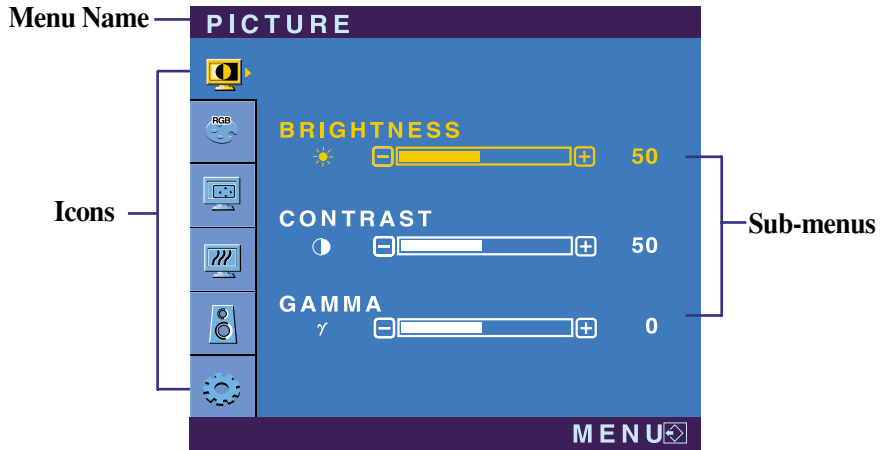 Menu Name
PICTURE
RGB
BRIGHTNESS
50
Icons
CONTRAST
50
Sub-menus
GAMMA
γ
0
MENU